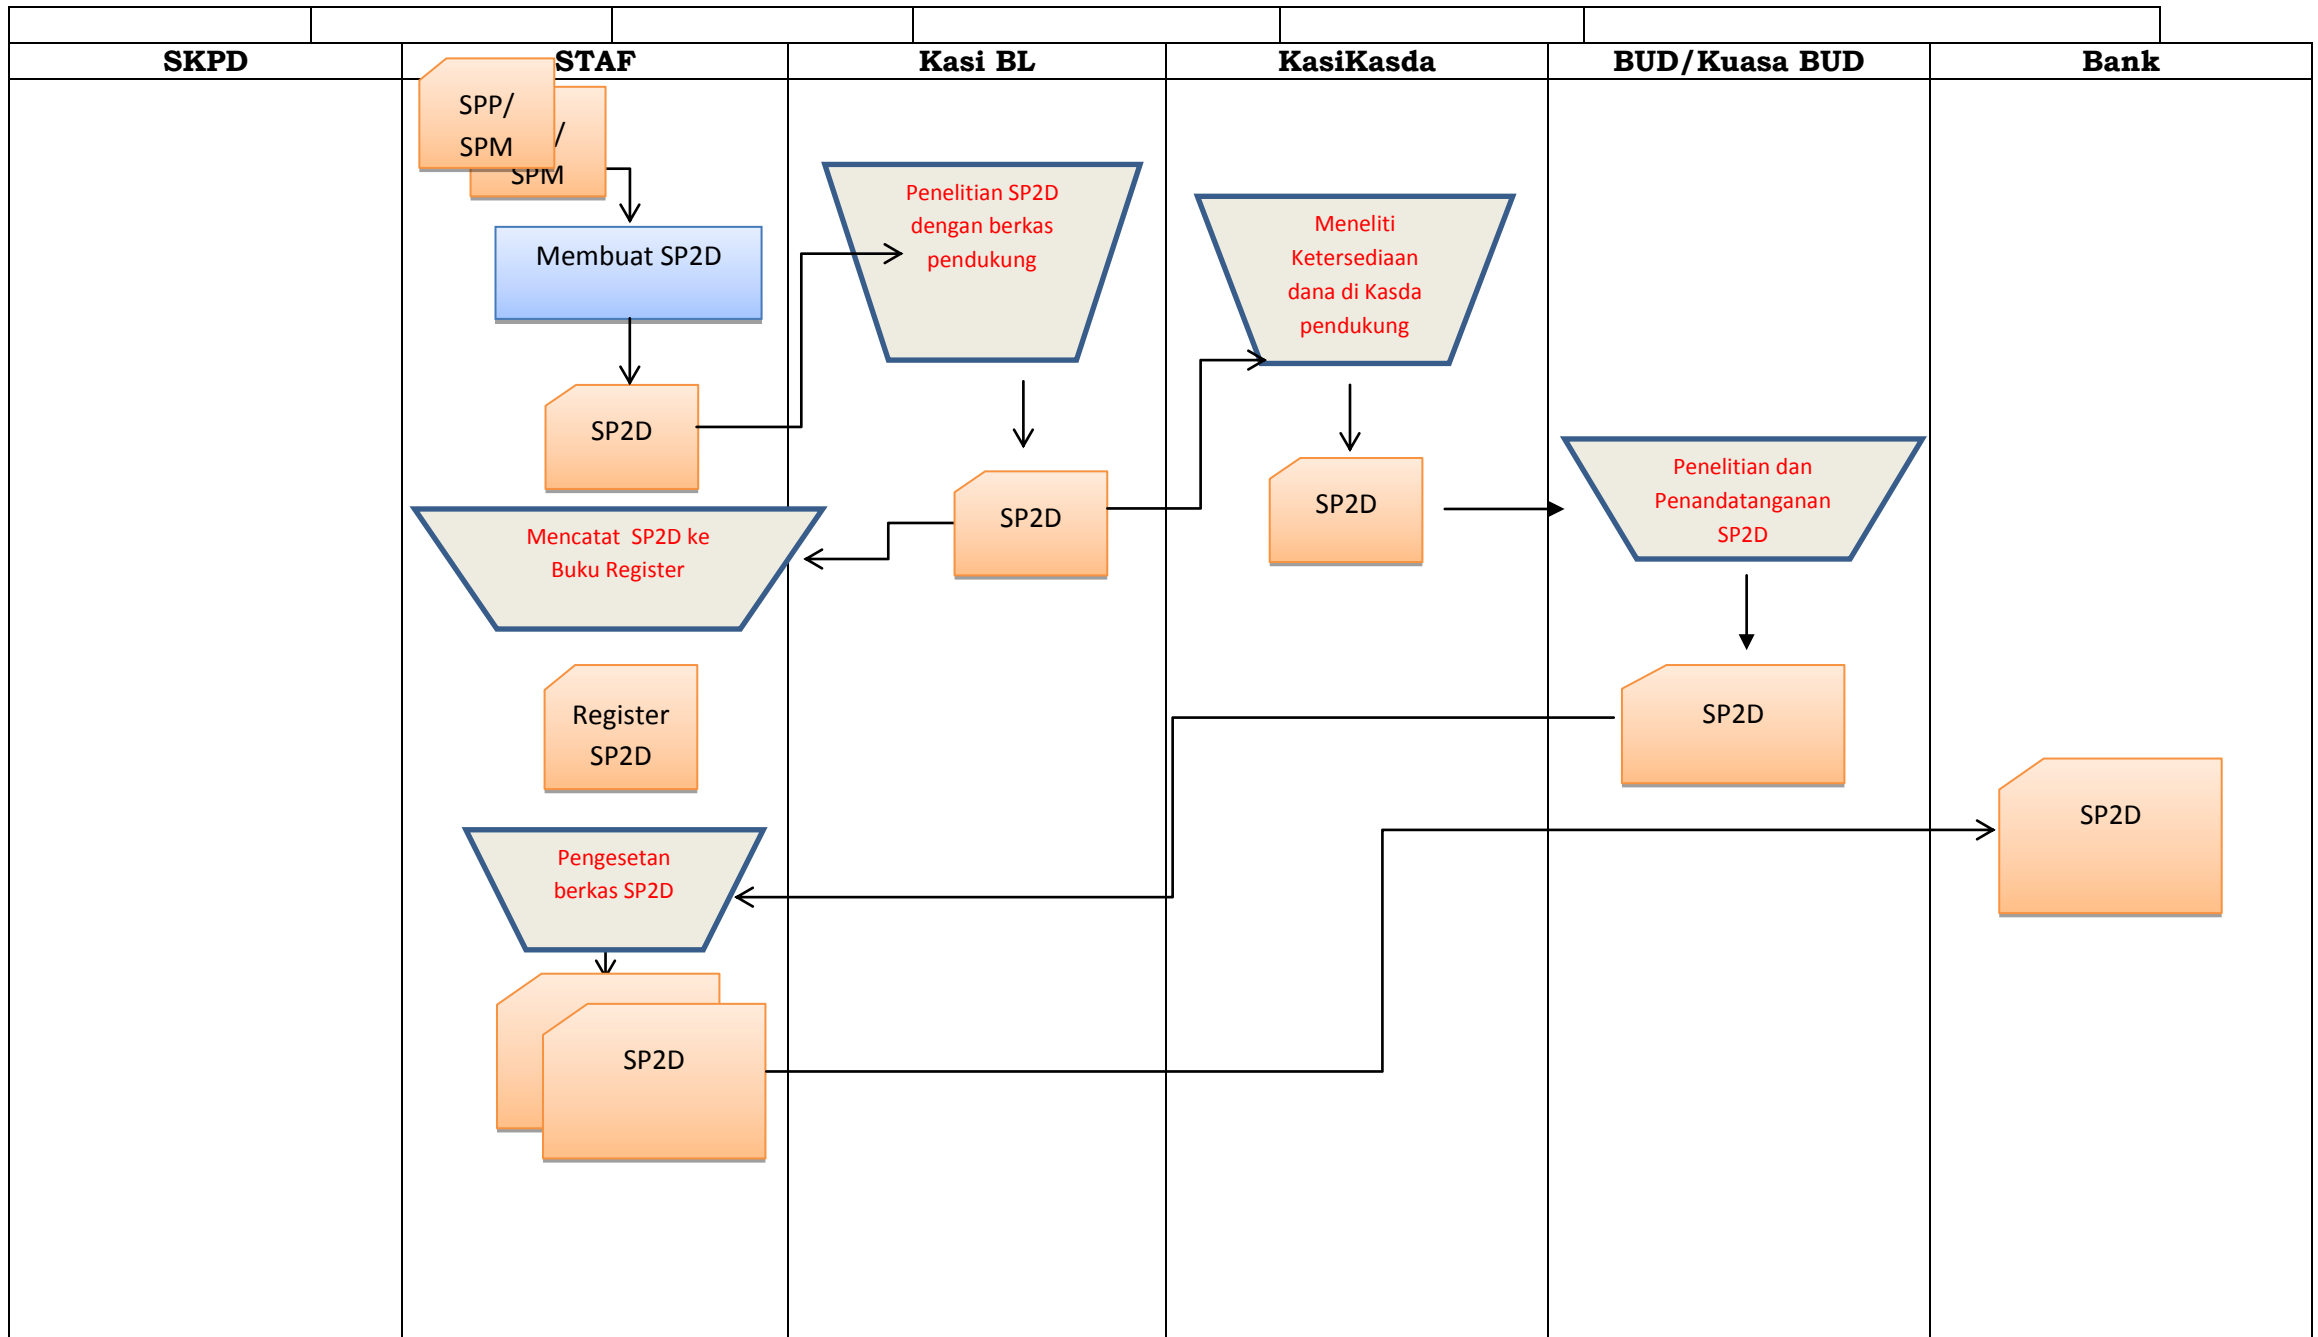 SKPD
STAF
Kasi BL
KasiKasda
BUD/Kuasa BUD
Bank
SPP/
SPM
/
SPM
Membuat SP2D
SP2D
Penelitian SP2D
dengan berkas
pendukung
SP2D
Meneliti
Ketersediaan
dana di Kasda
pendukung
SP2D
Penelitian dan
Penandatanganan
SP2D
SP2D
Mencatat  SP2D ke
Buku Register
Register
SP2D
Pengesetan
berkas SP2D
SP2D
SP2D